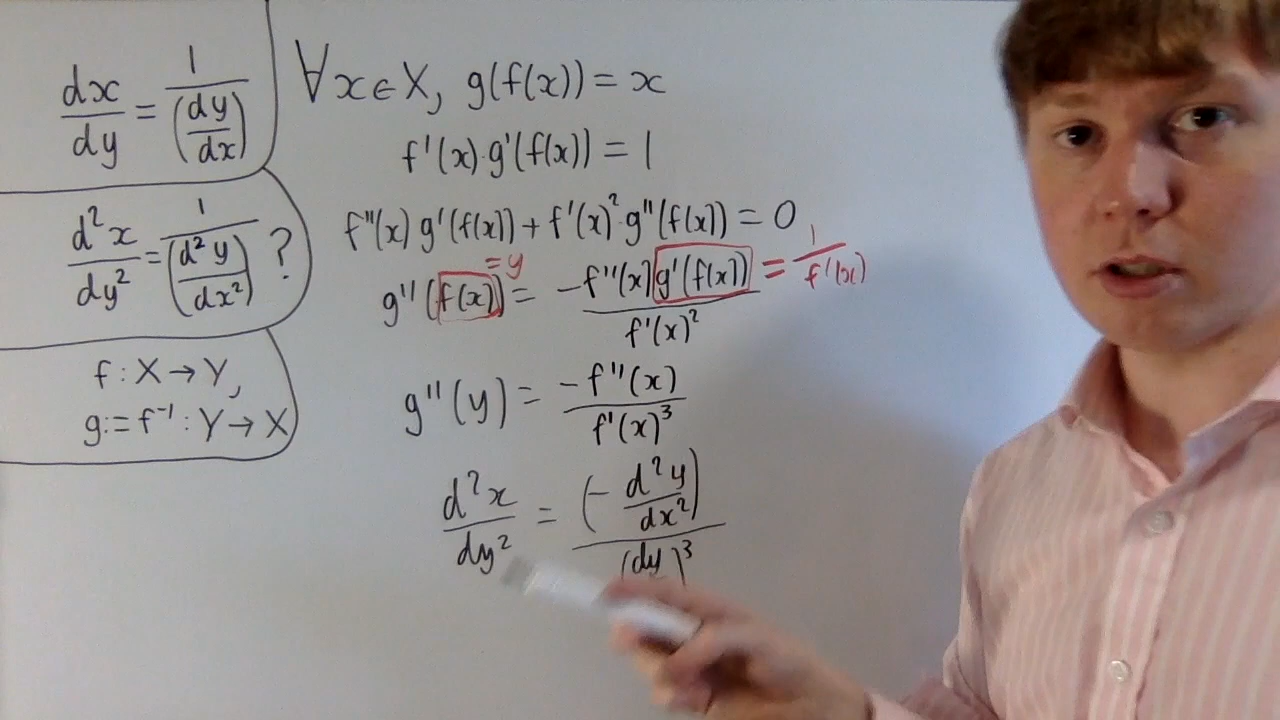 dx/dy = 1/(dy/dx)
d²x/dy² = 1/(d²y/dx²) ?
f : X → Y,
g := f⁻¹ : Y → X
∀x∈X, g(f(x)) = x
f'(x)·g'(f(x)) = 1
f''(x) g'(f(x)) + f'(x)² g''(f(x)) = 0
= y
g''(f(x)) = -f''(x) g'(f(x))/f'(x)² = 1/f'(x)
g''(y) = -f''(x)/f'(x)³
d²x/dy² = (-d²y/dx²)/(dy)³